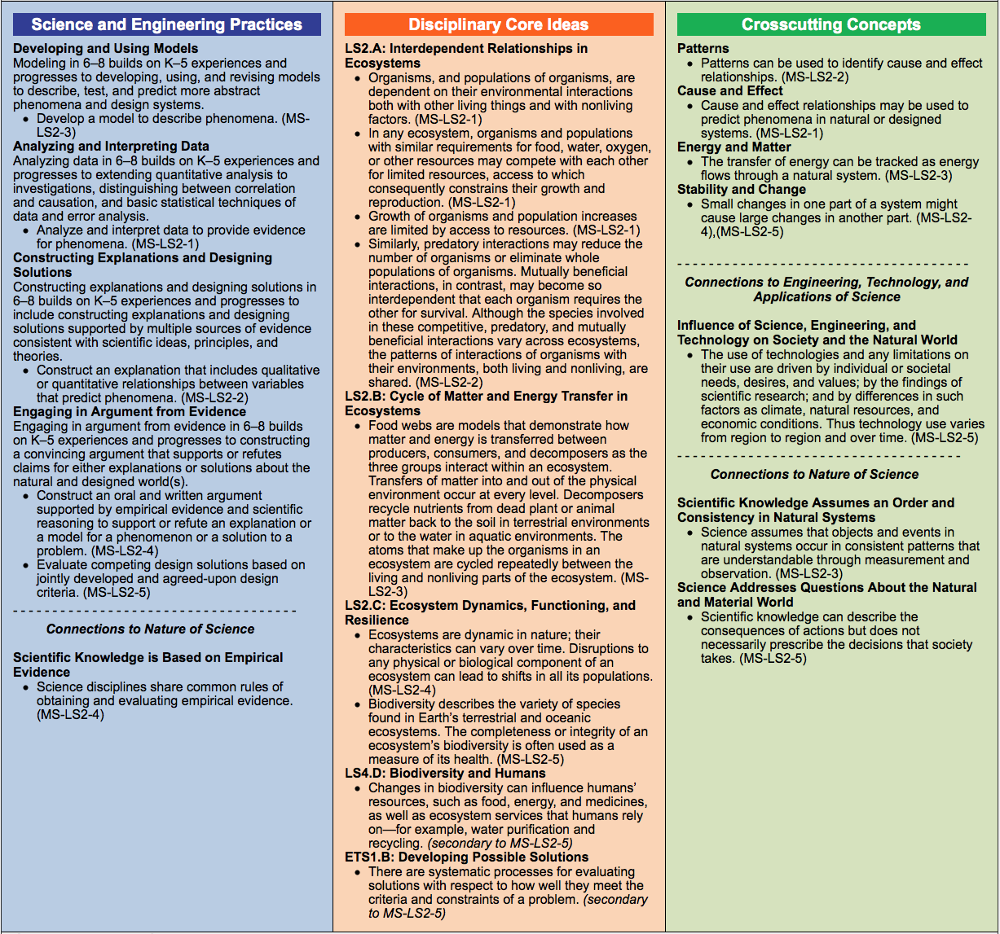 Science and Engineering Practices
Developing and Using Models
Modeling in 6–8 builds on K–5 experiences and
progresses to developing, using, and revising models
to describe, test, and predict more abstract
phenomena and design systems.
• Develop a model to describe phenomena. (MS-
LS2-3)
Analyzing and Interpreting Data
Analyzing data in 6–8 builds on K–5 experiences and
progresses to extending quantitative analysis to
investigations, distinguishing between correlation
and causation, and basic statistical techniques of
data and error analysis.
• Analyze and interpret data to provide evidence
for phenomena. (MS-LS2-1)
Constructing Explanations and Designing
Solutions
Constructing explanations and designing solutions in
6–8 builds on K–5 experiences and progresses to
include constructing explanations and designing
solutions supported by multiple sources of evidence
consistent with scientific ideas, principles, and
theories.
• Construct an explanation that includes qualitative
or quantitative relationships between variables
that predict phenomena. (MS-LS2-2)
Engaging in Argument from Evidence
Engaging in argument from evidence in 6–8 builds
on K–5 experiences and progresses to constructing
a convincing argument that supports or refutes
claims for either explanations or solutions about the
natural and designed world(s).
• Construct an oral and written argument
supported by empirical evidence and scientific
reasoning to support or refute an explanation or
a model for a phenomenon or a solution to a
problem. (MS-LS2-4)
• Evaluate competing design solutions based on
jointly developed and agreed-upon design
criteria. (MS-LS2-5)
- - - - - - - - - - - - - - - - - - - - - - - - - - - - - - - - - - -
Connections to Nature of Science
Scientific Knowledge is Based on Empirical
Evidence
• Science disciplines share common rules of
obtaining and evaluating empirical evidence.
(MS-LS2-4)
Disciplinary Core Ideas
LS2.A: Interdependent Relationships in
Ecosystems
• Organisms, and populations of organisms, are
dependent on their environmental interactions
both with other living things and with nonliving
factors. (MS-LS2-1)
• In any ecosystem, organisms and populations
with similar requirements for food, water, oxygen,
or other resources may compete with each other
for limited resources, access to which
consequently constrains their growth and
reproduction. (MS-LS2-1)
• Growth of organisms and population increases
are limited by access to resources. (MS-LS2-1)
• Similarly, predatory interactions may reduce the
number of organisms or eliminate whole
populations of organisms. Mutually beneficial
interactions, in contrast, may become so
interdependent that each organism requires the
other for survival. Although the species involved
in these competitive, predatory, and mutually
beneficial interactions vary across ecosystems,
the patterns of interactions of organisms with
their environments, both living and nonliving, are
shared. (MS-LS2-2)
LS2.B: Cycle of Matter and Energy Transfer in
Ecosystems
• Food webs are models that demonstrate how
matter and energy is transferred between
producers, consumers, and decomposers as the
three groups interact within an ecosystem.
Transfers of matter into and out of the physical
environment occur at every level. Decomposers
recycle nutrients from dead plant or animal
matter back to the soil in terrestrial environments
or to the water in aquatic environments. The
atoms that make up the organisms in an
ecosystem are cycled repeatedly between the
living and nonliving parts of the ecosystem. (MS-
LS2-3)
LS2.C: Ecosystem Dynamics, Functioning, and
Resilience
• Ecosystems are dynamic in nature; their
characteristics can vary over time. Disruptions to
any physical or biological component of an
ecosystem can lead to shifts in all its populations.
(MS-LS2-4)
• Biodiversity describes the variety of species
found in Earth’s terrestrial and oceanic
ecosystems. The completeness or integrity of an
ecosystem’s biodiversity is often used as a
measure of its health. (MS-LS2-5)
LS4.D: Biodiversity and Humans
• Changes in biodiversity can influence humans’
resources, such as food, energy, and medicines,
as well as ecosystem services that humans rely
on—for example, water purification and
recycling. (secondary to MS-LS2-5)
ETS1.B: Developing Possible Solutions
• There are systematic processes for evaluating
solutions with respect to how well they meet the
criteria and constraints of a problem. (secondary
to MS-LS2-5)
Crosscutting Concepts
Patterns
• Patterns can be used to identify cause and effect
relationships. (MS-LS2-2)
Cause and Effect
• Cause and effect relationships may be used to
predict phenomena in natural or designed
systems. (MS-LS2-1)
Energy and Matter
• The transfer of energy can be tracked as energy
flows through a natural system. (MS-LS2-3)
Stability and Change
• Small changes in one part of a system might
cause large changes in another part. (MS-LS2-
4),(MS-LS2-5)
- - - - - - - - - - - - - - - - - - - - - - - - - - - - - - - - - - - -
Connections to Engineering, Technology, and
Applications of Science
Influence of Science, Engineering, and
Technology on Society and the Natural World
• The use of technologies and any limitations on
their use are driven by individual or societal
needs, desires, and values; by the findings of
scientific research; and by differences in such
factors as climate, natural resources, and
economic conditions. Thus technology use varies
from region to region and over time. (MS-LS2-5)
- - - - - - - - - - - - - - - - - - - - - - - - - - - - - - - - - - -
Connections to Nature of Science
Scientific Knowledge Assumes an Order and
Consistency in Natural Systems
• Science assumes that objects and events in
natural systems occur in consistent patterns that
are understandable through measurement and
observation. (MS-LS2-3)
Science Addresses Questions About the Natural
and Material World
• Scientific knowledge can describe the
consequences of actions but does not
necessarily prescribe the decisions that society
takes. (MS-LS2-5)